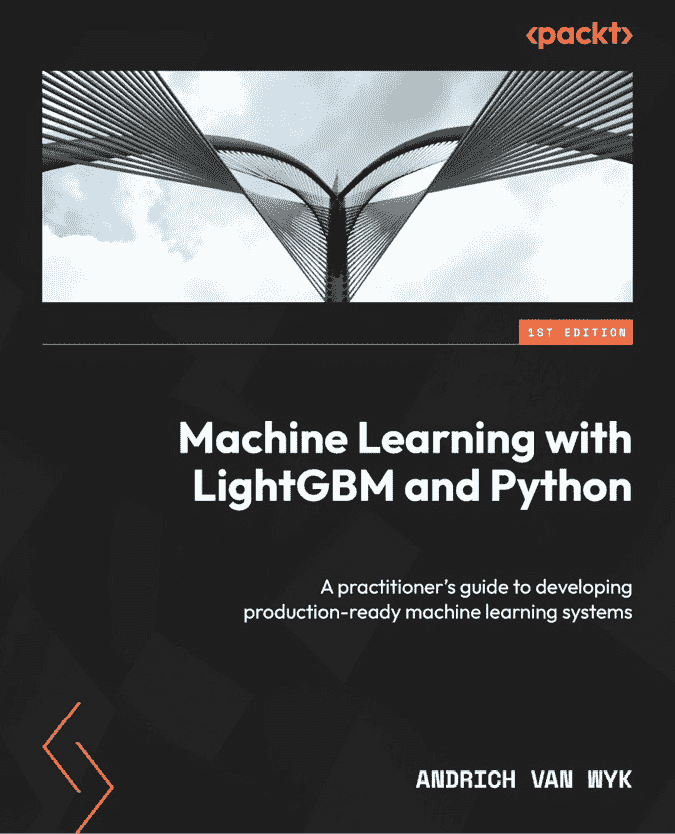 <packt>
1ST EDITION
Machine Learning with
LightGBM and Python
A practitioner's guide to developing
production-ready machine learning systems
ANDRICH VAN WYK